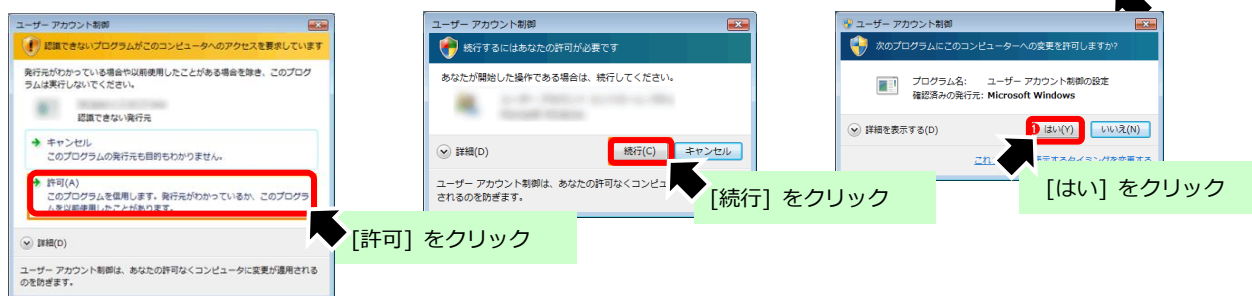 ユーザー アカウント制御
認識できないプログラムがこのコンピュータへのアクセスを要求しています
発行元がわかっている場合や以前使用したことがある場合を除き、このプログ
ラムは実行しないでください。
認識できない発行元
キャンセル
このプログラムの発行元も目的もわかりません。
許可(A)
このプログラムを信用します。発行元がわかっているか、このプログラ
ムを以前使用したことがあります。
詳細(D)
ユーザー アカウント制御は、あなたの許可なくコンピュータに変更が適用される
のを防ぎます。
[許可] をクリック
ユーザー アカウント制御
続行するにはあなたの許可が必要です
あなたが開始した操作である場合は、続行してください。
詳細(D)
続行(C)
キャンセル
ユーザー アカウント制御は、あなたの許可なくコンピュ
されるのを防ぎます。
[続行] をクリック
ユーザー アカウント制御
次のプログラムにこのコンピューターへの変更を許可しますか?
プログラム名: ユーザー アカウント制御の設定
確認済みの発行元: Microsoft Windows
詳細を表示する(D)
1 はい(Y)
いいえ(N)
これ
表示するタイミングを変更する
[はい] をクリック